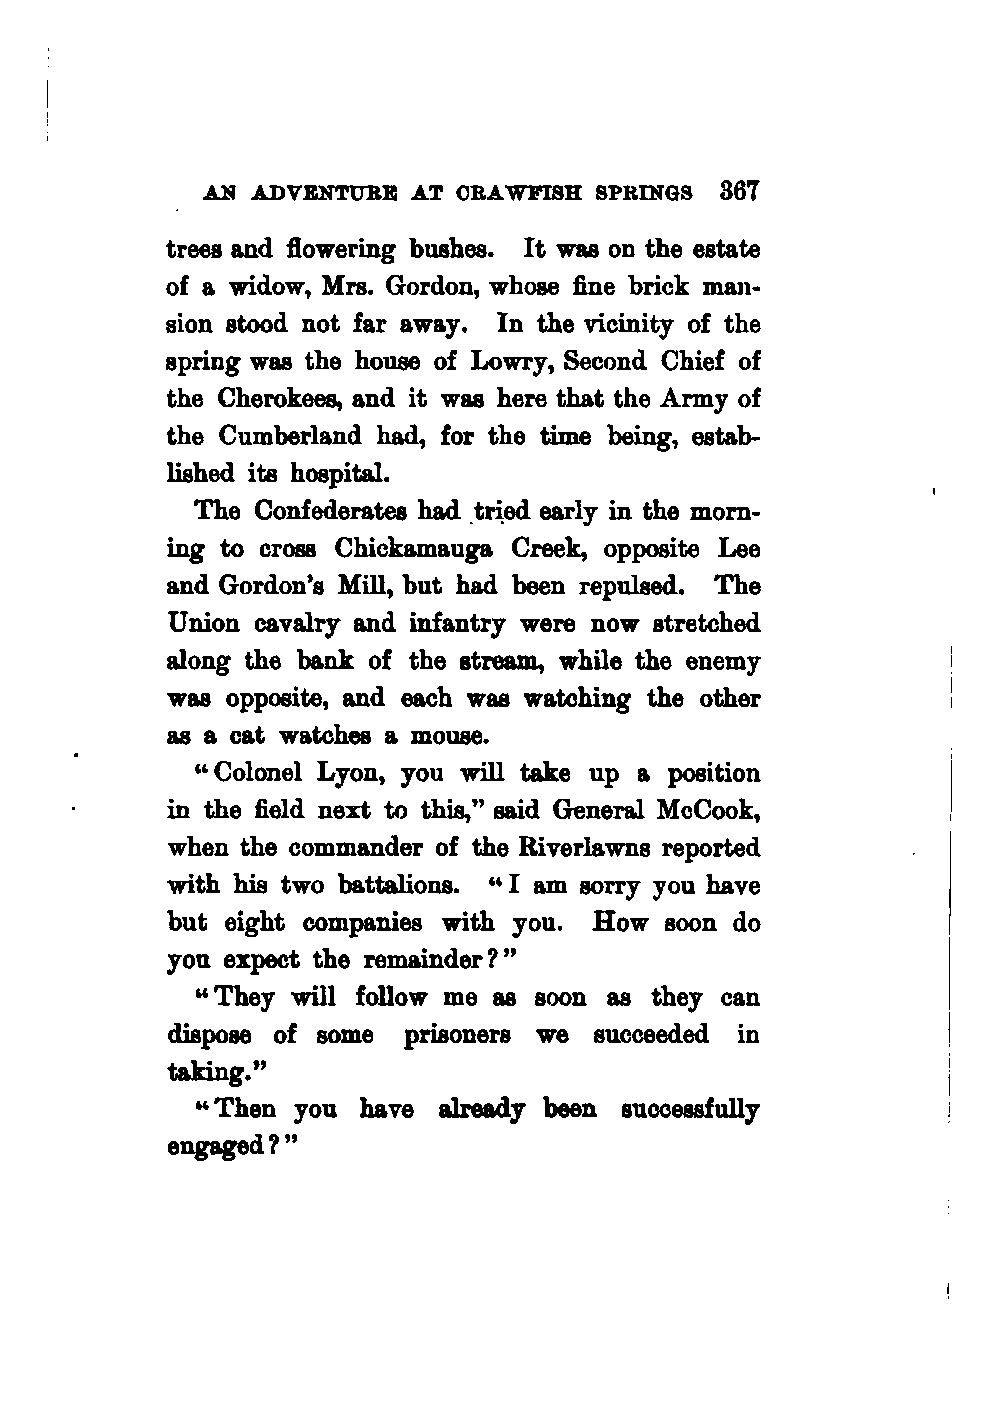 AN ADVENTURE AT CRAWFISH SPRINGS 367
trees and flowering bushes. It was on the estate
of a widow, Mrs. Gordon, whose fine brick man-
sion stood not far away. In the vicinity of the
spring was the house of Lowry, Second Chief of
the Cherokees, and it was here that the Army of
the Cumberland had, for the time being, estab-
lished its hospital.
The Confederates had tried early in the morn-
ing to cross Chickamauga Creek, opposite Lee
and Gordon's Mill, but had been repulsed. The
Union cavalry and infantry were now stretched
along the bank of the stream, while the enemy
was opposite, and each was watching the other
as a cat watches a mouse.
"Colonel Lyon, you will take up a position
in the field next to this," said General McCook,
when the commander of the Riverlawns reported
with his two battalions. "I am sorry you have
but eight companies with you. How soon do
you expect the remainder?"
"They will follow me as soon as they can
dispose of some prisoners we succeeded in
taking."
"Then you have already been successfully
engaged?"